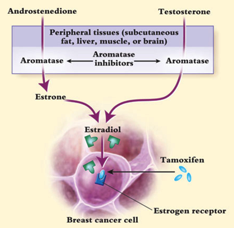 Androstenedione
Testosterone
Peripheral tissues (subcutaneous
fat, liver, muscle, or brain)
Aromatase
Aromatase
inhibitors
Aromatase
Estrone
Estradiol
Tamoxifen
Estrogen receptor
Breast cancer cell